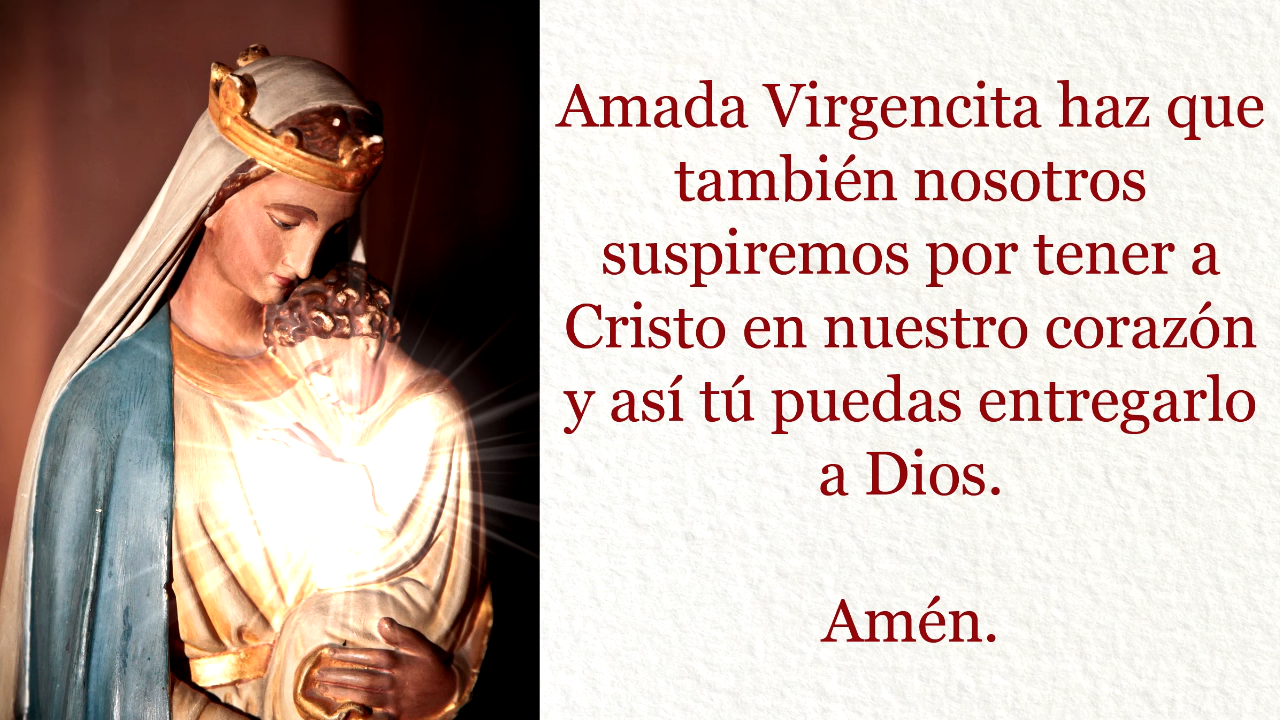 Amada Virgencita haz que
también nosotros
suspiremos por tener a
Cristo en nuestro corazón
y así tú puedas entregarlo
a Dios.
Amén.